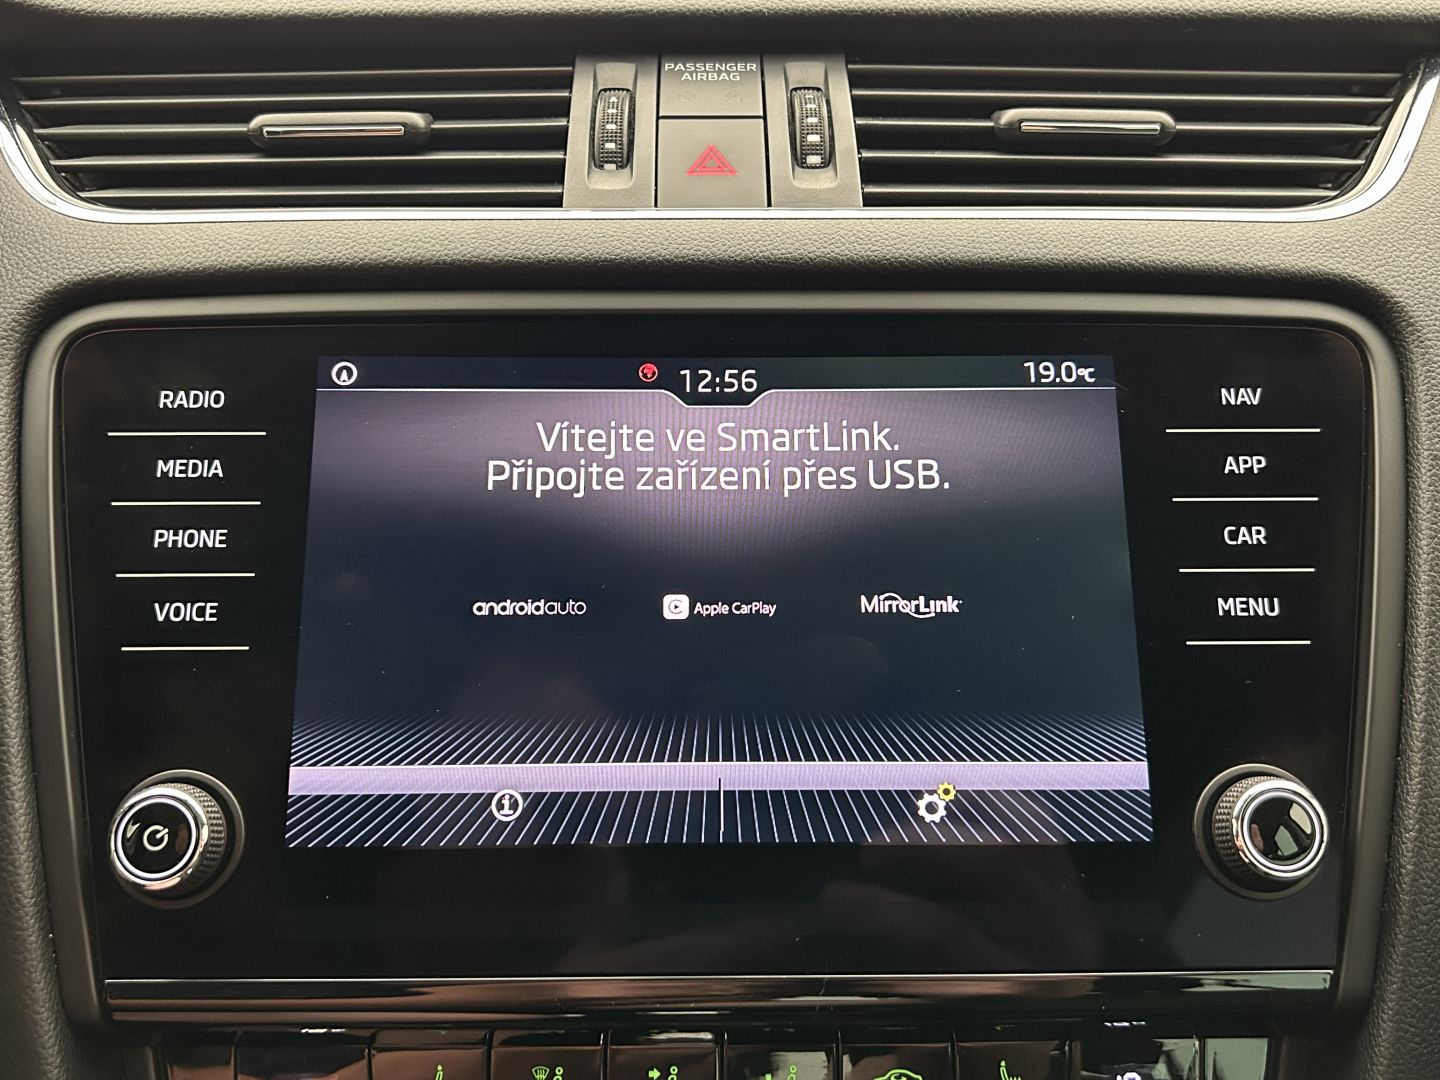 PASSENGER
AIRBAG
12:56
19.0°C
Vítejte ve SmartLink.
Připojte zařízení přes USB.
androidauto
Apple CarPlay
MirrorLink
RADIO
MEDIA
PHONE
VOICE
NAV
APP
CAR
MENU